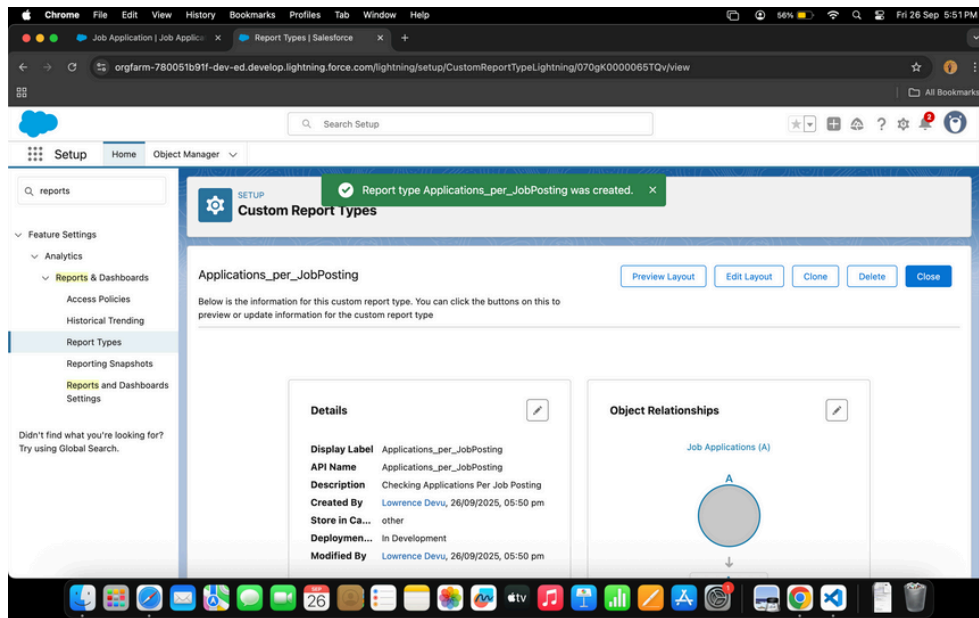 Chrome File Edit View History Bookmarks Profiles Tab Window Help 56% Fri 26 Sep 5:51 PM
Job Application | Job Applica Report Types | Salesforce
orgfarm-780051b91f-dev-ed.develop.lightning.force.com/lightning/setup/CustomReportTypeLightning/070gK0000065TQv/view
All Bookmarks
Search Setup
2
Setup Home Object Manager
reports
SETUP
Custom Report Types
Report type Applications_per_JobPosting was created.
Feature Settings
Analytics
Reports & Dashboards
Access Policies
Historical Trending
Report Types
Reporting Snapshots
Reports and Dashboards
Settings
Didn't find what you're looking for?
Try using Global Search.
Applications_per_JobPosting
Preview Layout Edit Layout Clone Delete Close
Below is the information for this custom report type. You can click the buttons on this to
preview or update information for the custom report type
Details
Display Label Applications_per_JobPosting
API Name Applications_per_JobPosting
Description Checking Applications Per Job Posting
Created By Lowrence Devu, 26/09/2025, 05:50 pm
Store in Ca... other
Deploymen... In Development
Modified By Lowrence Devu, 26/09/2025, 05:50 pm
Object Relationships
Job Applications (A)
A
SEP
26
tv